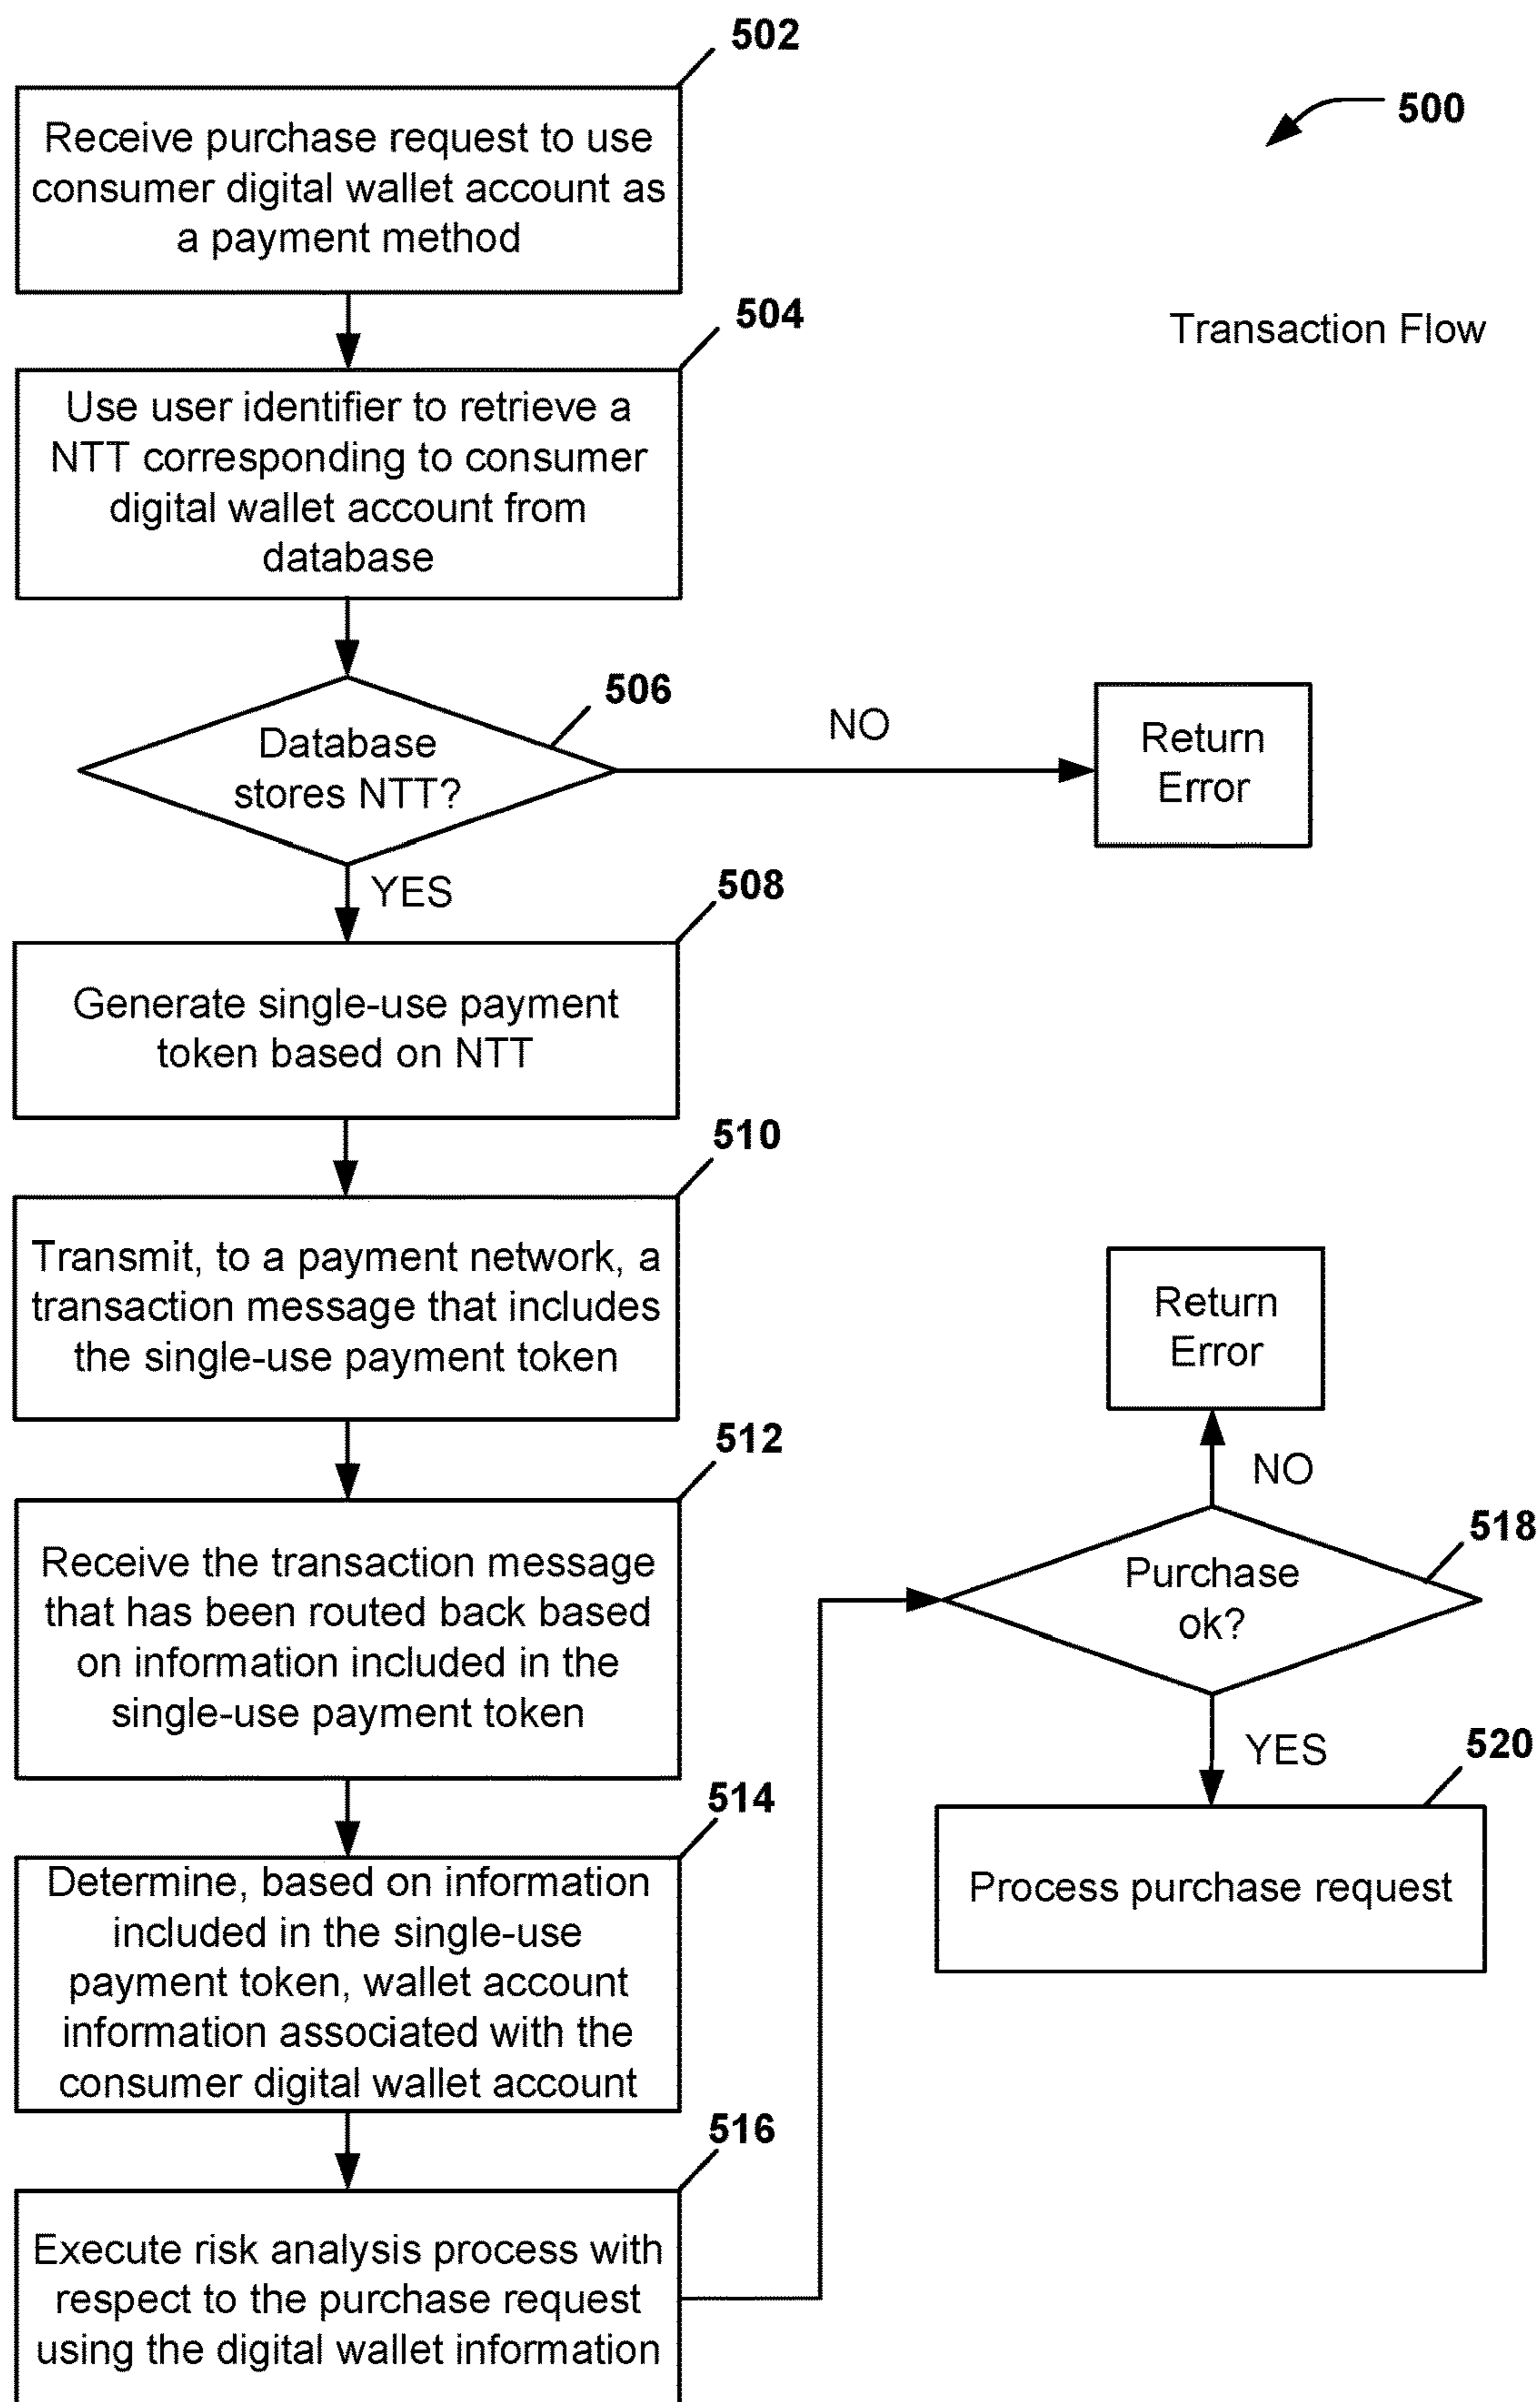 502
500
Receive purchase request to use
consumer digital wallet account as
a payment method
504
Transaction Flow
Use user identifier to retrieve a
NTT corresponding to consumer
digital wallet account from
database
506
Database
stores NTT?
NO
Return
Error
YES
508
Generate single-use payment
token based on NTT
510
Transmit, to a payment network, a
transaction message that includes
the single-use payment token
512
Receive the transaction message
that has been routed back based
on information included in the
single-use payment token
514
Determine, based on information
included in the single-use
payment token, wallet account
information associated with the
consumer digital wallet account
516
Execute risk analysis process with
respect to the purchase request
using the digital wallet information
Return
Error
NO
518
Purchase
ok?
YES
520
Process purchase request